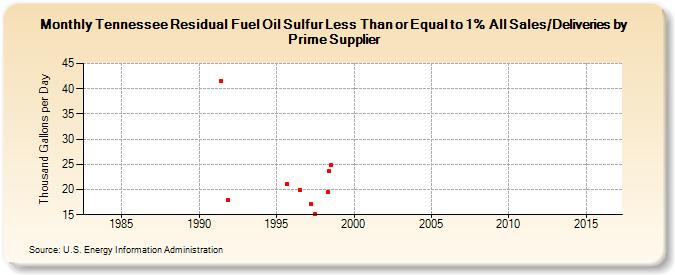 Monthly Tennessee Residual Fuel Oil Sulfur Less Than or Equal to 1% All Sales/Deliveries by
Prime Supplier
Thousand Gallons per Day
45
40
35
30
25
20
15
1985 1990 1995 2000 2005 2010 2015
Source: U.S. Energy Information Administration